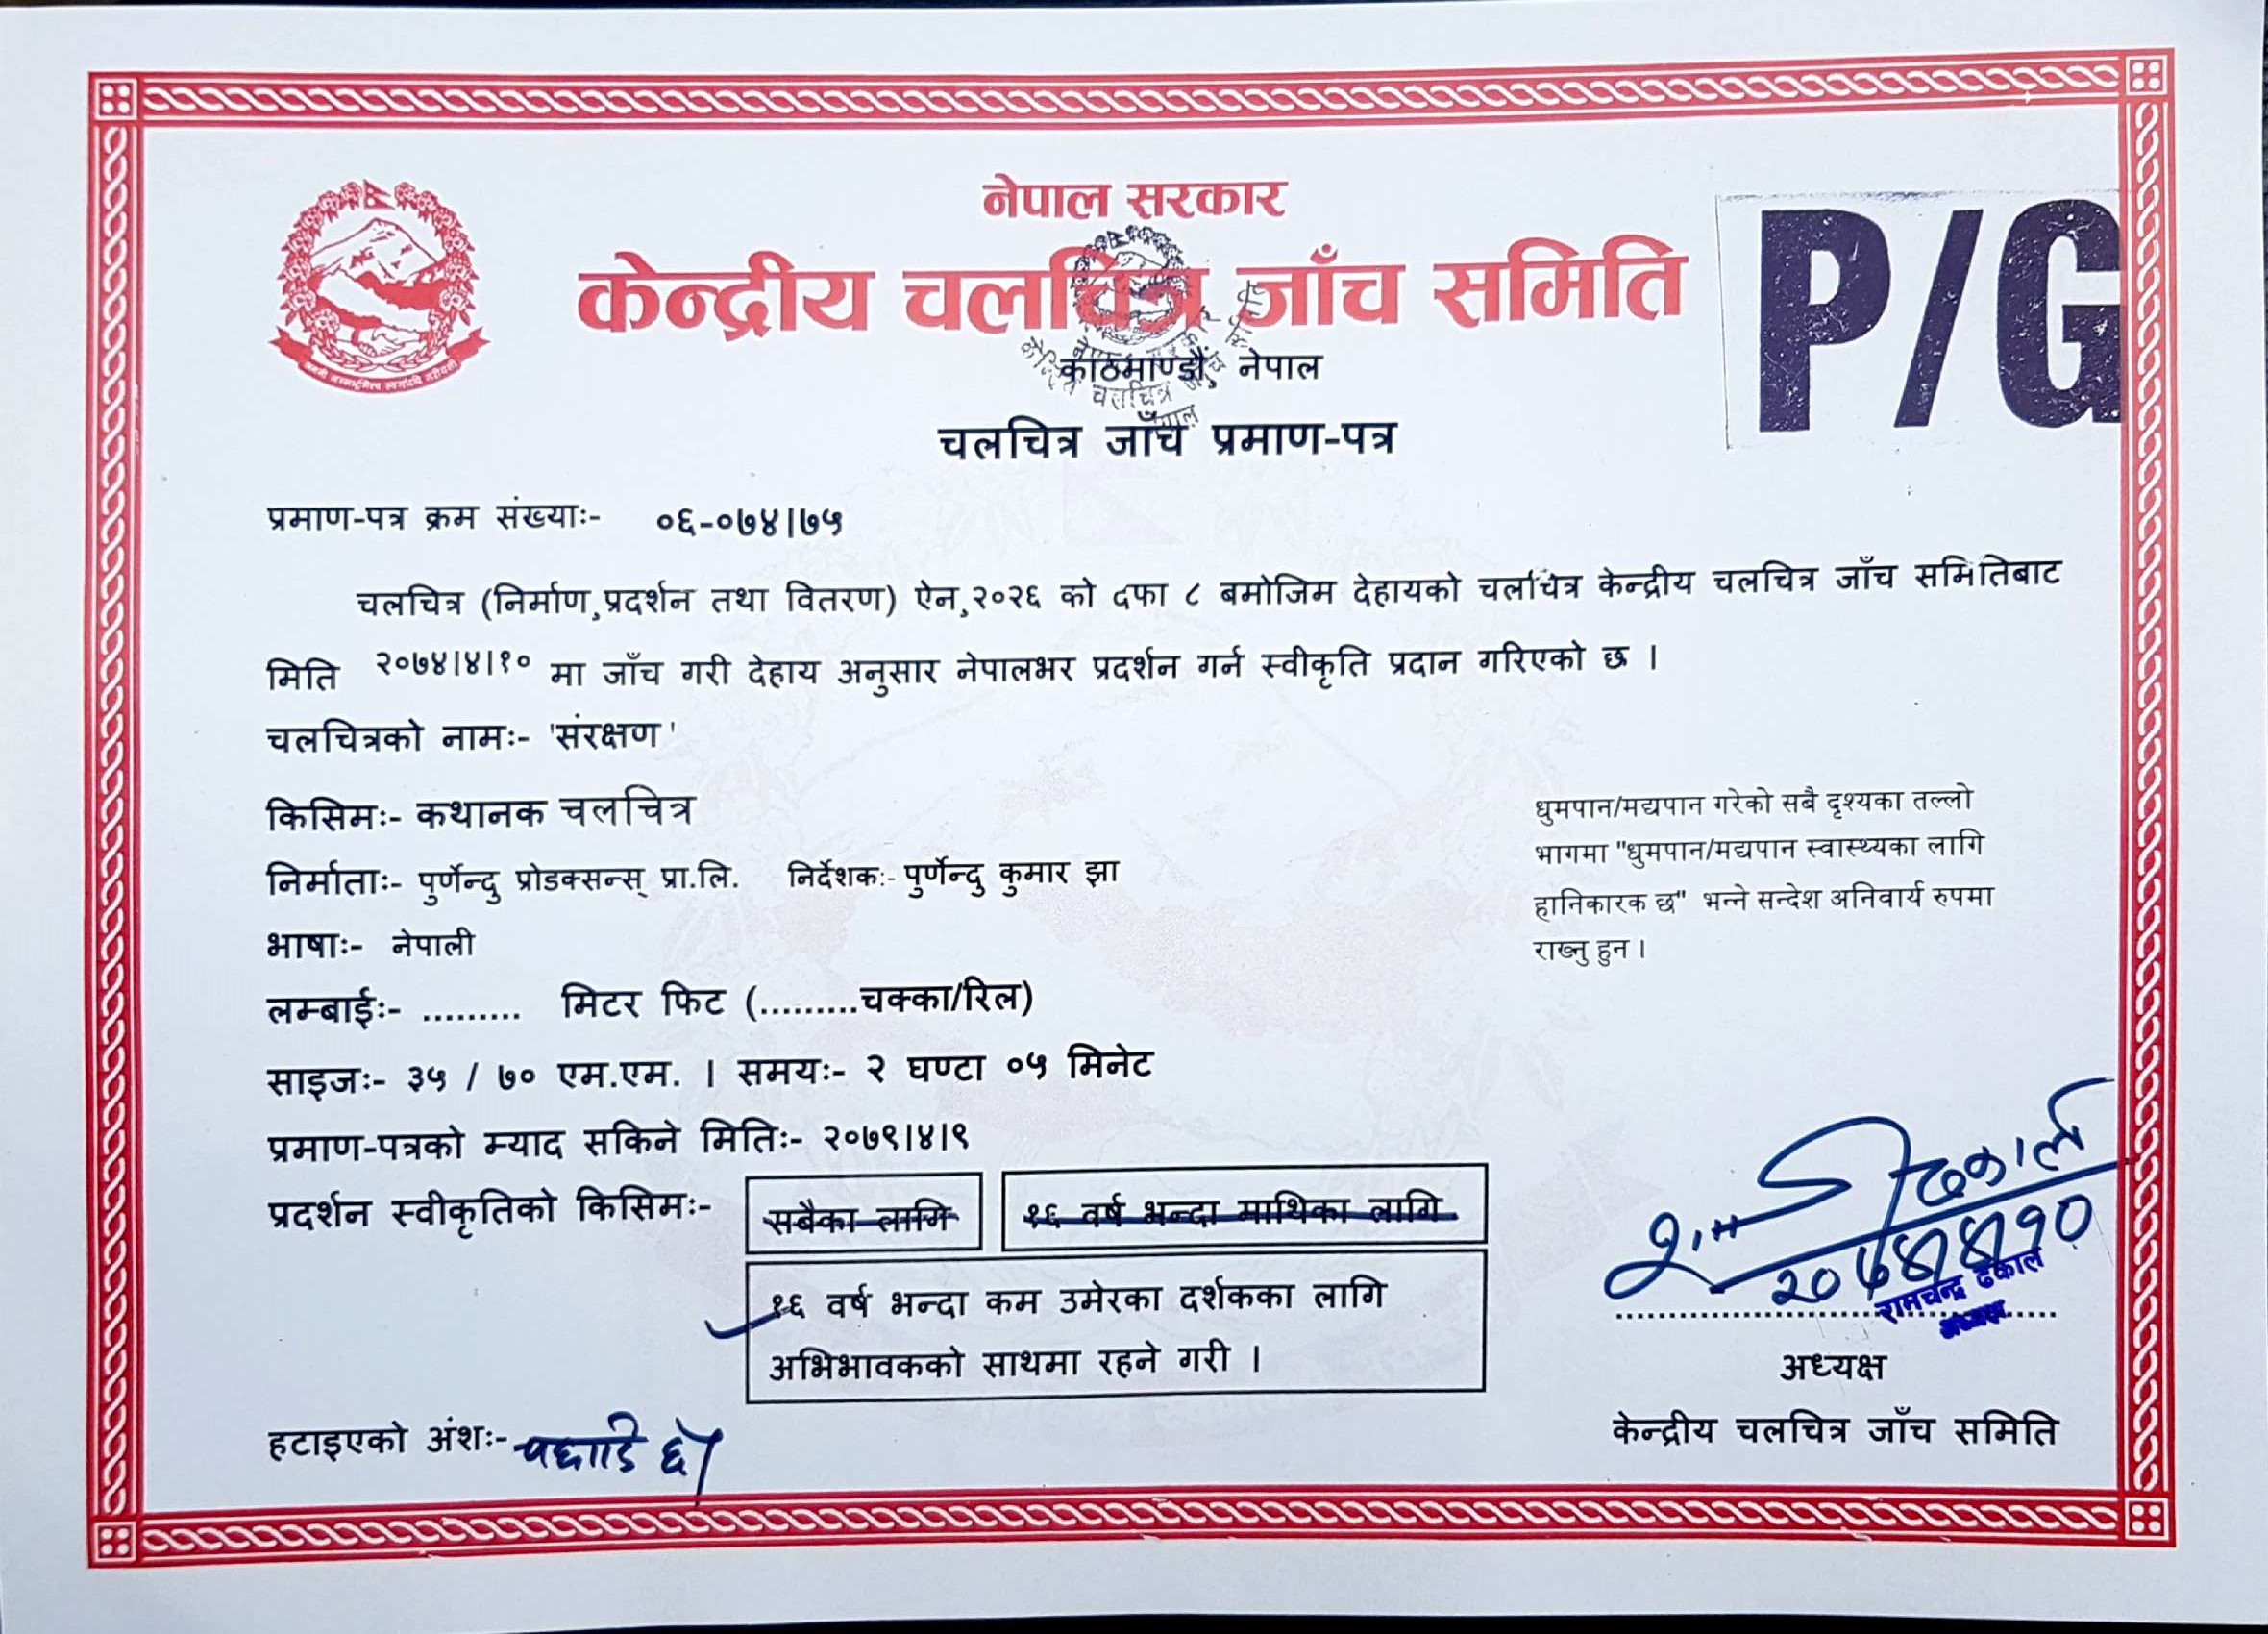 नेपाल सरकार
केन्द्रीय चलचित्र जाँच समिति
P/G
काठमाण्डौं, नेपाल
चलचित्र जाँच प्रमाण-पत्र
प्रमाण-पत्र क्रम संख्याः- ०६-०७४|७५
चलचित्र (निर्माण,प्रदर्शन तथा वितरण) ऐन,२०२६ को दफा ८ बमोजिम देहायको चलचित्र केन्द्रीय चलचित्र जाँच समितिबाट
मिति २०७४|४|१० मा जाँच गरी देहाय अनुसार नेपालभर प्रदर्शन गर्न स्वीकृति प्रदान गरिएको छ ।
चलचित्रको नामः- 'संरक्षण '
किसिमः- कथानक चलचित्र
निर्माताः- पुर्णेन्दु प्रोडक्सन्स् प्रा.लि. निर्देशकः- पुर्णेन्दु कुमार झा
भाषाः- नेपाली
लम्बाईः- ......... मिटर फिट (.........चक्का/रिल)
साइजः- ३५ / ७० एम.एम. । समयः- २ घण्टा ०५ मिनेट
प्रमाण-पत्रको म्याद सकिने मितिः- २०७९|४|९
प्रदर्शन स्वीकृतिको किसिमः- सबैका लागि १६ वर्ष भन्दा माथिका लागि
१६ वर्ष भन्दा कम उमेरका दर्शकका लागि
अभिभावकको साथमा रहने गरी ।
हटाइएको अंशः- पछाडि छ
धुमपान/मद्यपान गरेको सबै दृश्यका तल्लो
भागमा "धुमपान/मद्यपान स्वास्थ्यका लागि
हानिकारक छ" भन्ने सन्देश अनिवार्य रुपमा
राख्नु हुन ।
२०७४|४|१०
रामचन्द्र ढकाल
अध्यक्ष
अध्यक्ष
केन्द्रीय चलचित्र जाँच समिति